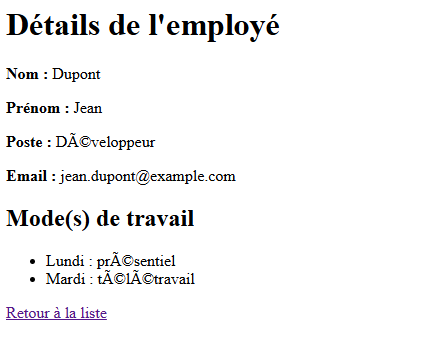 Détails de l'employé
Nom : Dupont
Prénom : Jean
Poste : DÃ©veloppeur
Email : jean.dupont@example.com
Mode(s) de travail
Lundi : prÃ©sentiel
Mardi : tÃ©lÃ©travail
Retour à la liste